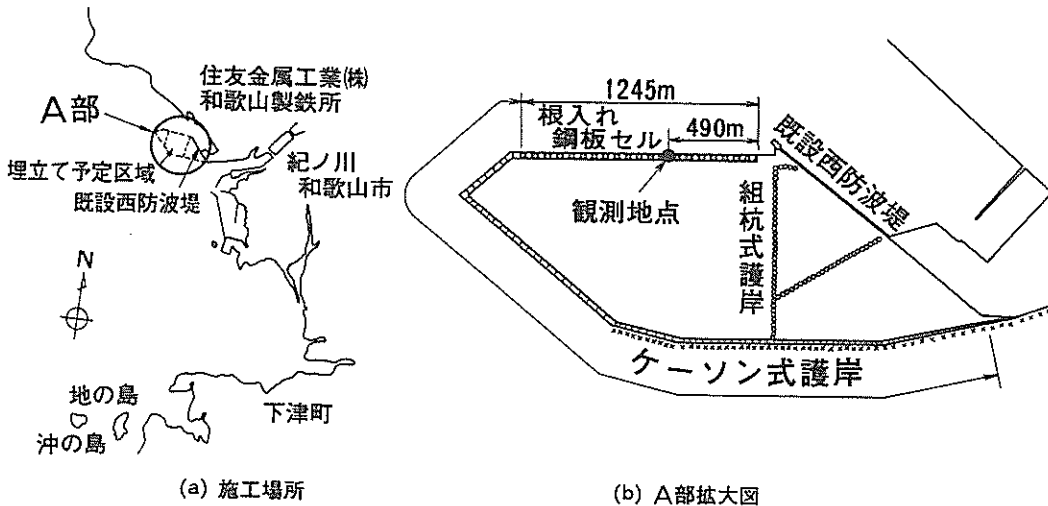 住友金属工業(株)
和歌山製鉄所
A部
紀ノ川
和歌山市
埋立て予定区域
既設西防波堤
N
地の島
沖の島
下津町
(a) 施工場所
1245m
根入れ
鋼板セル
490m
観測地点
既設西防波堤
組杭式護岸
ケーソン式護岸
(b) A部拡大図